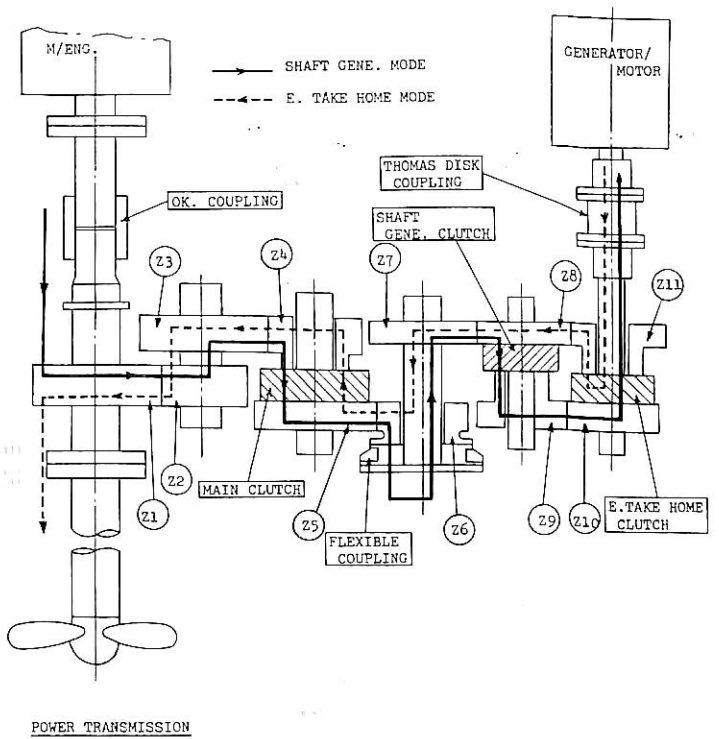 M/ENG.
SHAFT GENE. MODE
E. TAKE HOME MODE
GENERATOR/
MOTOR
THOMAS DISK
COUPLING
OK. COUPLING
SHAFT
GENE. CLUTCH
Z3
Z4
Z7
Z8
Z11
Z1
Z2
MAIN CLUTCH
Z5
FLEXIBLE
COUPLING
Z6
Z9
Z10
E.TAKE HOME
CLUTCH
POWER TRANSMISSION